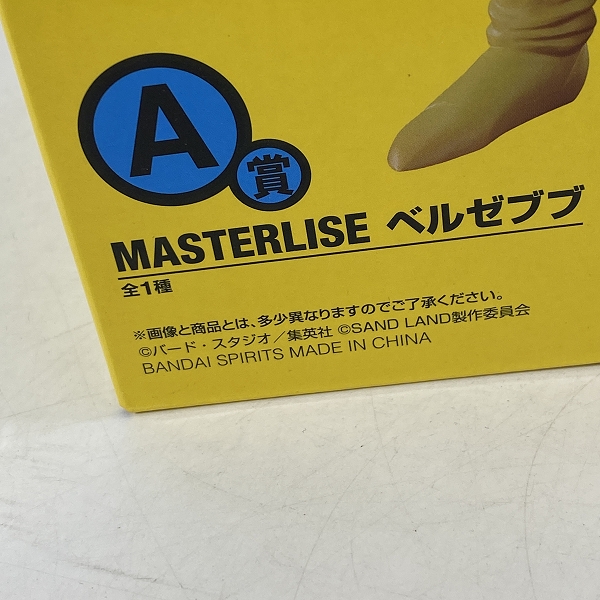 A賞
MASTERLISE ベルゼブブ
全1種
※画像と商品とは、多少異なりますのでご了承ください。
©バード・スタジオ／集英社 ©SAND LAND製作委員会
BANDAI SPIRITS MADE IN CHINA